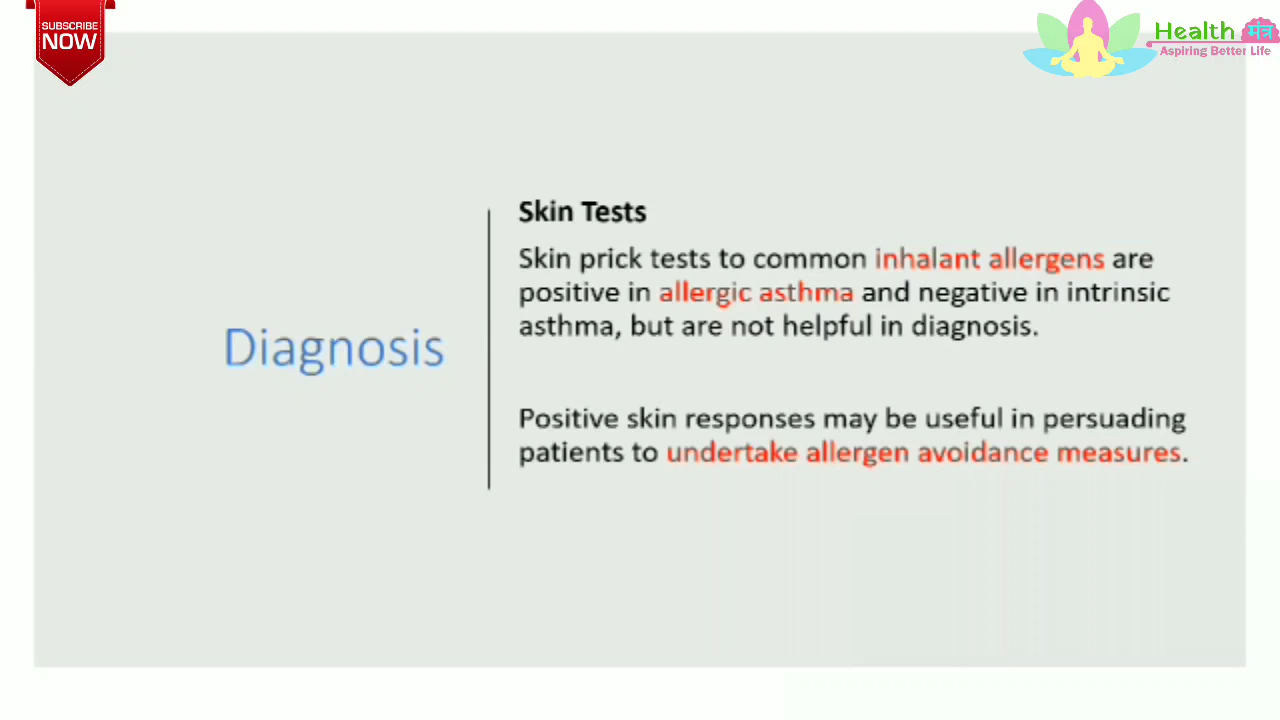 SUBSCRIBE
NOW
Health मंत्र
Aspiring Better Life
Skin Tests
Skin prick tests to common inhalant allergens are
positive in allergic asthma and negative in intrinsic
asthma, but are not helpful in diagnosis.
Diagnosis
Positive skin responses may be useful in persuading
patients to undertake allergen avoidance measures.